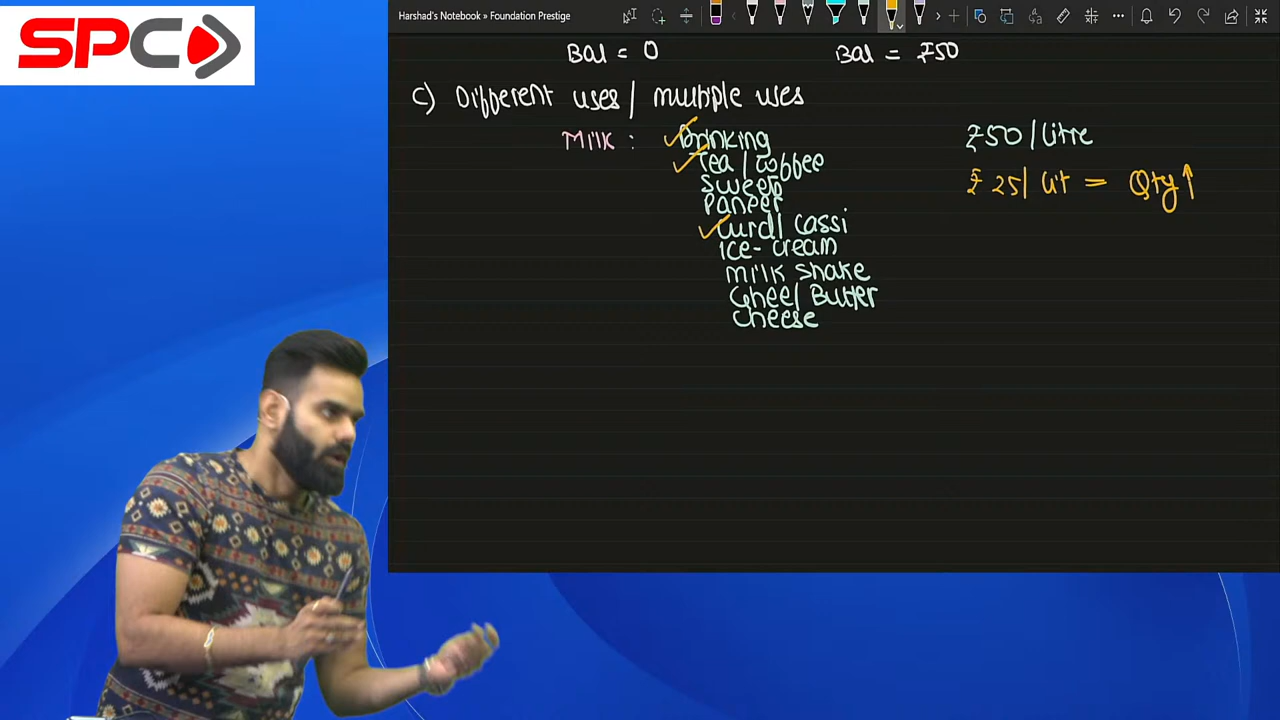 SPC
Harshad's Notebook » Foundation Prestige
Bal = 0 Bal = ₹50
c) Different uses / multiple uses
Milk : Drinking ₹50 / litre
Tea / Coffee ₹ 25/ lit = Qty ↑
Sweets
Paneer
Curd / Lassi
Ice-cream
Milk shake
Ghee / Butter
Cheese